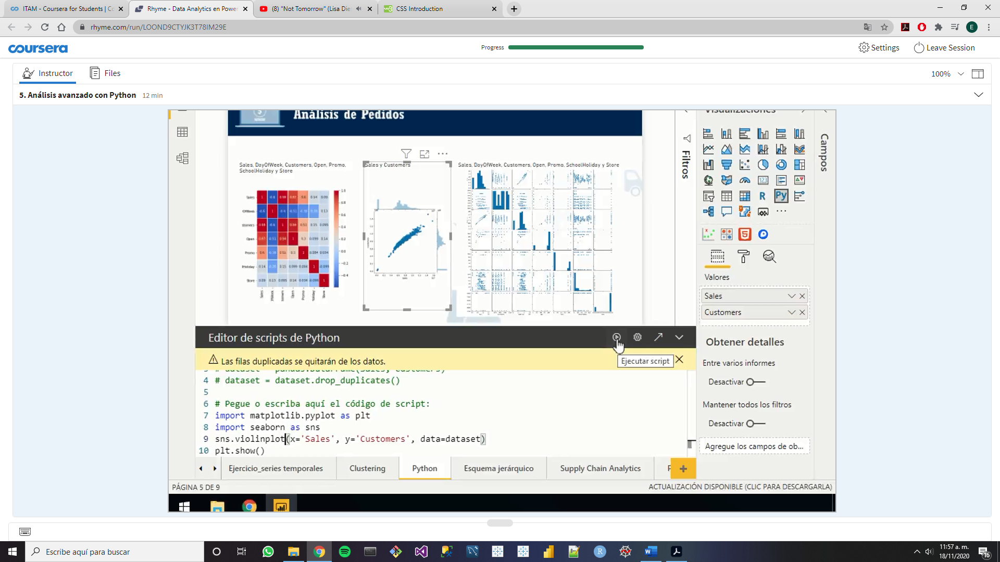 ITAM - Coursera for Students | Co
Rhyme - Data Analytics en Power
(8) "Not Tomorrow" (Lisa Die
CSS Introduction
rhyme.com/run/LOOND9CTYJK3T78IM29E
E
coursera
Progress
Settings
Leave Session
Instructor
Files
100%
5. Análisis avanzado con Python 12 min
Análisis de Pedidos
Visualizaciones
Filtros
Campos
Sales, DayOfWeek, Customers, Open, Promo,
SchoolHoliday y Store
Sales y Customers
Sales, DayOfWeek, Customers, Open, Promo, SchoolHoliday y Store
Sales
Open
Promo
Store
R
Py
123
Valores
Sales
Customers
Obtener detalles
Entre varios informes
Desactivar
Mantener todos los filtros
Desactivar
Agregue los campos de ob...
Editor de scripts de Python
Las filas duplicadas se quitarán de los datos.
Ejecutar script
4 # dataset = dataset.drop_duplicates()
5
6 # Pegue o escriba aquí el código de script:
7 import matplotlib.pyplot as plt
8 import seaborn as sns
9 sns.violinplot(x='Sales', y='Customers', data=dataset)
10 plt.show()
Ejercicio_series temporales
Clustering
Python
Esquema jerárquico
Supply Chain Analytics
PÁGINA 5 DE 9
ACTUALIZACIÓN DISPONIBLE (CLIC PARA DESCARGARLA)
Escribe aquí para buscar
11:57 a. m.
18/11/2020
16